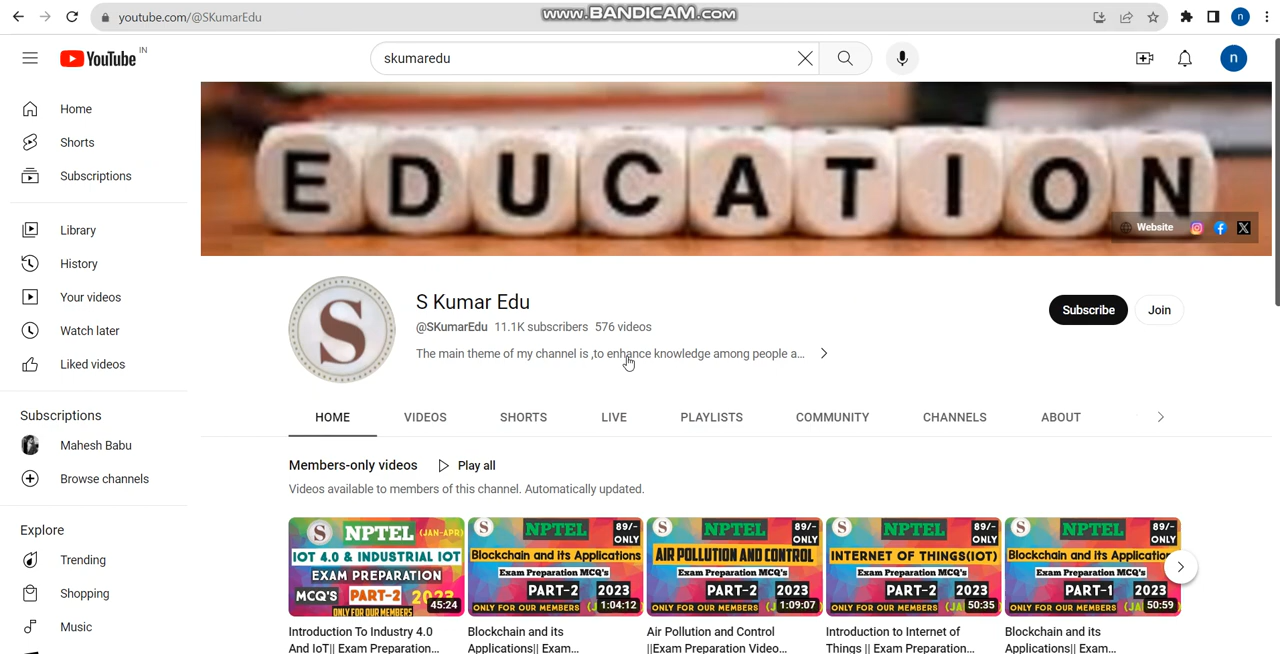 youtube.com/@SKumarEdu
www.BANDICAM.com
n
YouTube IN
skumaredu
n
Home
Shorts
Subscriptions
Library
History
Your videos
Watch later
Liked videos
Subscriptions
Mahesh Babu
Browse channels
Explore
Trending
Shopping
Music
EDUCATION
Website
S
S Kumar Edu
@SKumarEdu 11.1K subscribers 576 videos
The main theme of my channel is ,to enhance knowledge among people a...
Subscribe
Join
HOME VIDEOS SHORTS LIVE PLAYLISTS COMMUNITY CHANNELS ABOUT
Members-only videos Play all
Videos available to members of this channel. Automatically updated.
S NPTEL (JAN-APR)
IOT 4.0 & INDUSTRIAL IOT
EXAM PREPARATION
MCQ'S PART-2 2023
ONLY FOR OUR MEMBERS
45:24
Introduction To Industry 4.0
And IoT|| Exam Preparation...
S NPTEL 89/- ONLY
Blockchain and its Applications
Exam Preparation MCQ's
PART-2 2023
ONLY FOR OUR MEMBERS
1:04:12
Blockchain and its
Applications|| Exam...
S NPTEL 89/- ONLY
AIR POLLUTION AND CONTROL
Exam Preparation MCQ's
PART-2 2023
ONLY FOR OUR MEMBERS
1:09:07
Air Pollution and Control
||Exam Preparation Video...
S NPTEL 89/- ONLY
INTERNET OF THINGS(IOT)
Exam Preparation MCQ's
PART-2 2023
ONLY FOR OUR MEMBERS (JA
50:35
Introduction to Internet of
Things || Exam Preparation...
S NPTEL 89/- ONLY
Blockchain and its Application
Exam Preparation MCQ's
PART-1 2023
ONLY FOR OUR MEMBERS (JA
50:59
Blockchain and its
Applications|| Exam...